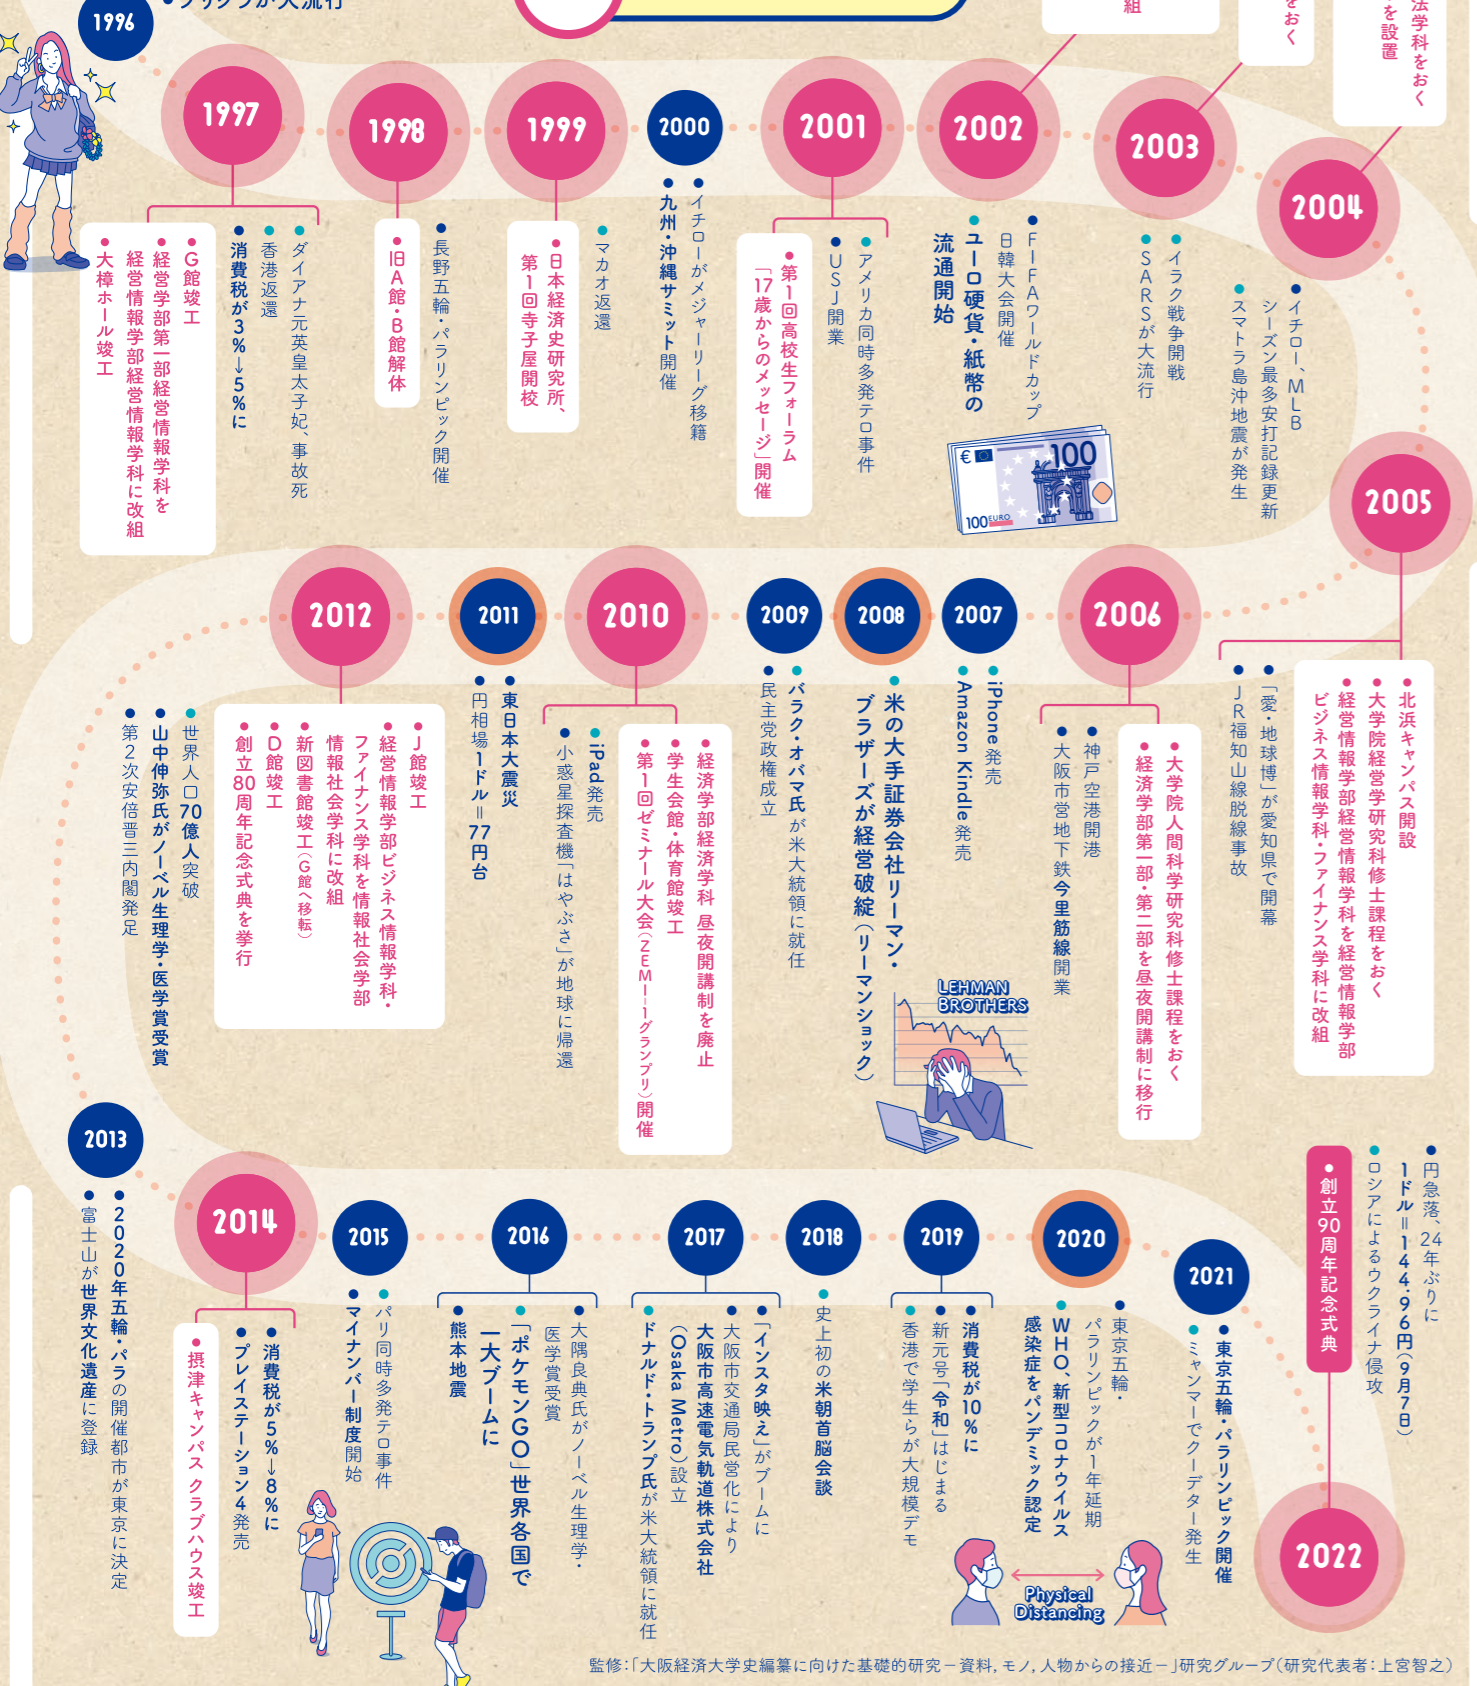 1996
組
をおく
法学科をおく
を設置
1997
●G館竣工
●経営学部第一部経営情報学科を
経営情報学部経営情報学科に改組
●大樟ホール竣工
●ダイアナ元英皇太子妃、事故死
●香港返還
●消費税が3％→5％に
1998
●旧A館・B館解体
●長野五輪・パラリンピック開催
1999
●日本経済史研究所、
第1回寺子屋開校
●マカオ返還
2000
●イチローがメジャーリーグ移籍
●九州・沖縄サミット開催
2001
●第1回高校生フォーラム
「17歳からのメッセージ」開催
●アメリカ同時多発テロ事件
●USJ開業
2002
●FIFAワールドカップ
日韓大会開催
●ユーロ硬貨・紙幣の
流通開始
€ 100
100 EURO
2003
●イラク戦争開戦
●SARSが大流行
2004
●イチロー、MLB
シーズン最多安打記録更新
●スマトラ島沖地震が発生
2005
●北浜キャンパス開設
●大学院経営学研究科修士課程をおく
●経営情報学部経営情報学科を経営情報学部
ビジネス情報学科・ファイナンス学科に改組
●「愛・地球博」が愛知県で開幕
●JR福知山線脱線事故
2006
●大学院人間科学研究科修士課程をおく
●経済学部第一部・第二部を昼夜開講制に移行
●神戸空港開港
●大阪市営地下鉄今里筋線開業
2007
●iPhone発売
●Amazon Kindle発売
2008
●米の大手証券会社リーマン・
ブラザーズが経営破綻（リーマンショック）
LEHMAN
BROTHERS
2009
●バラク・オバマ氏が米大統領に就任
●民主党政権成立
2010
●経済学部経済学科 昼夜開講制を廃止
●学生会館・体育館竣工
●第1回ゼミナール大会（ZEMI-1グランプリ）開催
●iPad発売
●小惑星探査機「はやぶさ」が地球に帰還
2011
●東日本大震災
●円相場1ドル＝77円台
2012
●J館竣工
●経営情報学部ビジネス情報学科・
ファイナンス学科を情報社会学部
情報社会学科に改組
●新図書館竣工（G館へ移転）
●D館竣工
●創立80周年記念式典を挙行
●世界人口70億人突破
●山中伸弥氏がノーベル生理学・医学賞受賞
●第2次安倍晋三内閣発足
2013
●2020年五輪・パラの開催都市が東京に決定
●富士山が世界文化遺産に登録
2014
●摂津キャンパス クラブハウス竣工
●消費税が5％→8％に
●プレイステーション4発売
2015
●パリ同時多発テロ事件
●マイナンバー制度開始
2016
●大隅良典氏がノーベル生理学・
医学賞受賞
●「ポケモンGO」世界各国で
一大ブームに
●熊本地震
2017
●「インスタ映え」がブームに
●大阪市交通局民営化により
大阪市高速電気軌道株式会社
（Osaka Metro）設立
●ドナルド・トランプ氏が米大統領に就任
2018
●史上初の米朝首脳会談
2019
●消費税が10％に
●新元号「令和」はじまる
●香港で学生らが大規模デモ
2020
●東京五輪・
パラリンピックが1年延期
●WHO、新型コロナウイルス
感染症をパンデミック認定
Physical
Distancing
2021
●東京五輪・パラリンピック開催
●ミャンマーでクーデター発生
2022
●円急落、24年ぶりに
1ドル＝144.96円（9月7日）
●ロシアによるウクライナ侵攻
●創立90周年記念式典
監修：「大阪経済大学史編纂に向けた基礎的研究－資料，モノ，人物からの接近－」研究グループ（研究代表者：上宮智之）